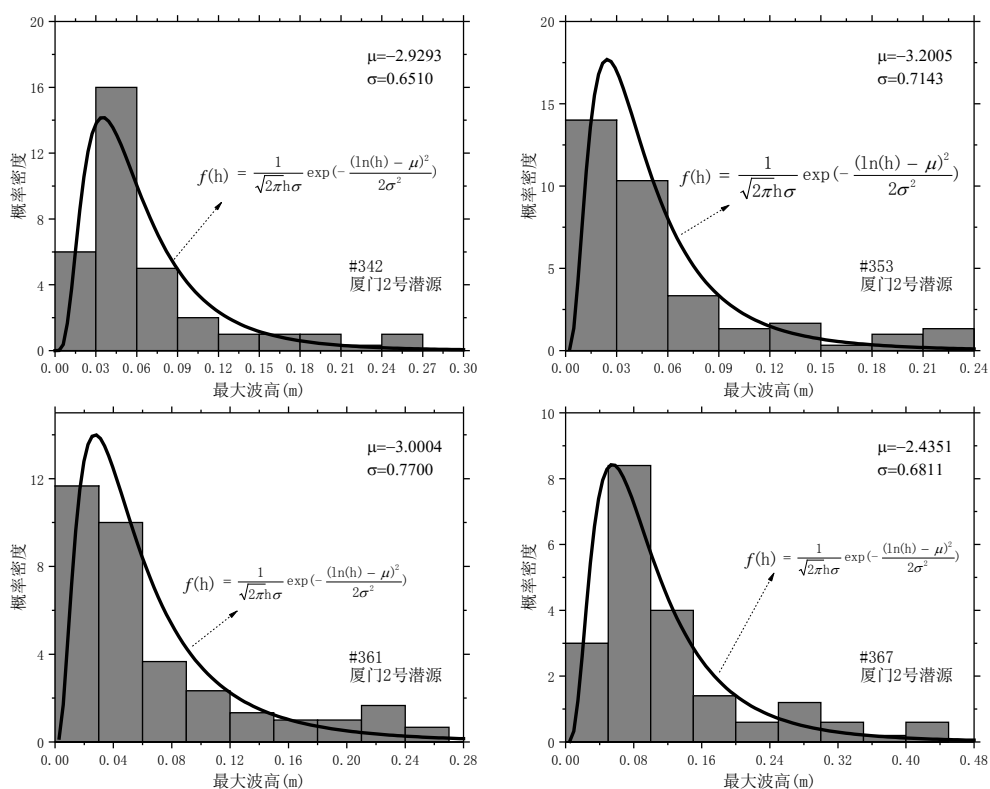 20
16
12
8
4
0
概率密度
μ=−2.9293
σ=0.6510
f(h) = 1/√2πhσ exp(−(ln(h) − μ)²/2σ²)
#342
厦门2号潜源
0.00 0.03 0.06 0.09 0.12 0.15 0.18 0.21 0.24 0.27 0.30
最大波高(m)
20
15
10
5
0
概率密度
μ=−3.2005
σ=0.7143
f(h) = 1/√2πhσ exp(−(ln(h) − μ)²/2σ²)
#353
厦门2号潜源
0.00 0.03 0.06 0.09 0.12 0.15 0.18 0.21 0.24
最大波高(m)
12
8
4
0
概率密度
μ=−3.0004
σ=0.7700
f(h) = 1/√2πhσ exp(−(ln(h) − μ)²/2σ²)
#361
厦门2号潜源
0.00 0.04 0.08 0.12 0.16 0.20 0.24 0.28
最大波高(m)
10
8
6
4
2
0
概率密度
μ=−2.4351
σ=0.6811
f(h) = 1/√2πhσ exp(−(ln(h) − μ)²/2σ²)
#367
厦门2号潜源
0.00 0.08 0.16 0.24 0.32 0.40 0.48
最大波高(m)